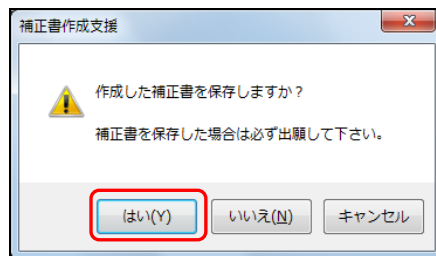 補正書作成支援
作成した補正書を保存しますか？
補正書を保存した場合は必ず出願して下さい。
はい(Y)
いいえ(N)
キャンセル